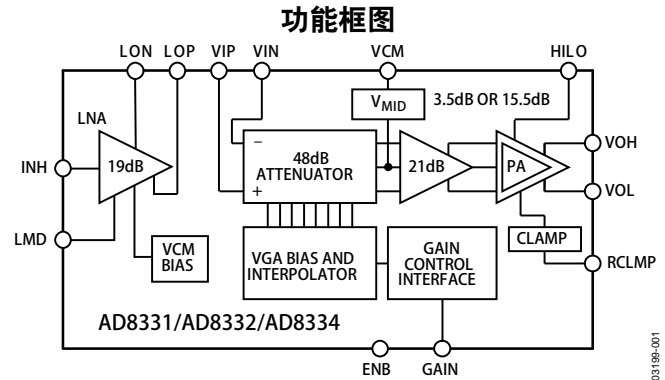 功能框图
LON LOP VIP VIN VCM HILO
LNA
19dB
INH
LMD
VCM
BIAS
−
+
48dB
ATTENUATOR
VMID
3.5dB OR 15.5dB
21dB
PA
VOH
VOL
CLAMP
RCLMP
VGA BIAS AND
INTERPOLATOR
GAIN
CONTROL
INTERFACE
AD8331/AD8332/AD8334
ENB GAIN
03199-001